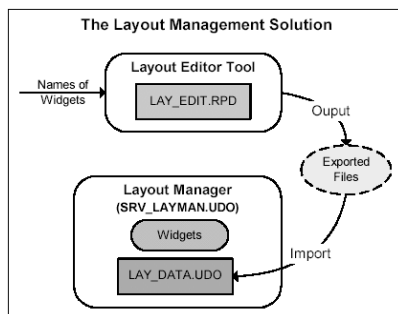 The Layout Management Solution
Layout Editor Tool
Names of
Widgets
LAY_EDIT.RPD
Ouput
Exported
Files
Layout Manager
(SRV_LAYMAN.UDO)
Widgets
Import
LAY_DATA.UDO